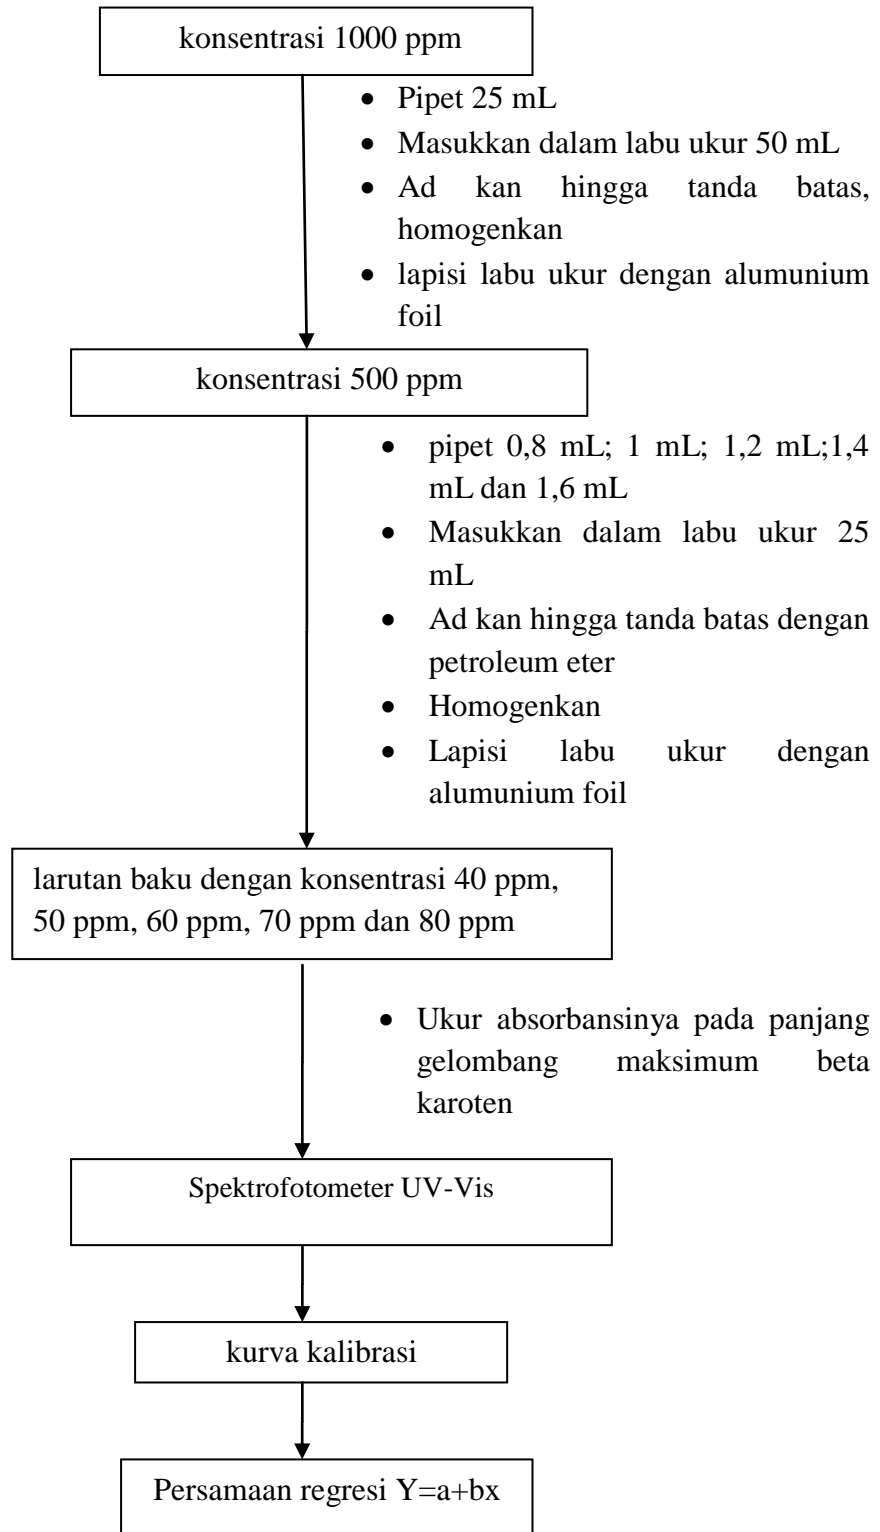 konsentrasi 1000 ppm
• Pipet 25 mL
• Masukkan dalam labu ukur 50 mL
• Ad kan hingga tanda batas,
homogenkan
• lapisi labu ukur dengan alumunium
foil
konsentrasi 500 ppm
• pipet 0,8 mL; 1 mL; 1,2 mL;1,4
mL dan 1,6 mL
• Masukkan dalam labu ukur 25
mL
• Ad kan hingga tanda batas dengan
petroleum eter
• Homogenkan
• Lapisi labu ukur dengan
alumunium foil
larutan baku dengan konsentrasi 40 ppm,
50 ppm, 60 ppm, 70 ppm dan 80 ppm
• Ukur absorbansinya pada panjang
gelombang maksimum beta
karoten
Spektrofotometer UV-Vis
kurva kalibrasi
Persamaan regresi Y=a+bx